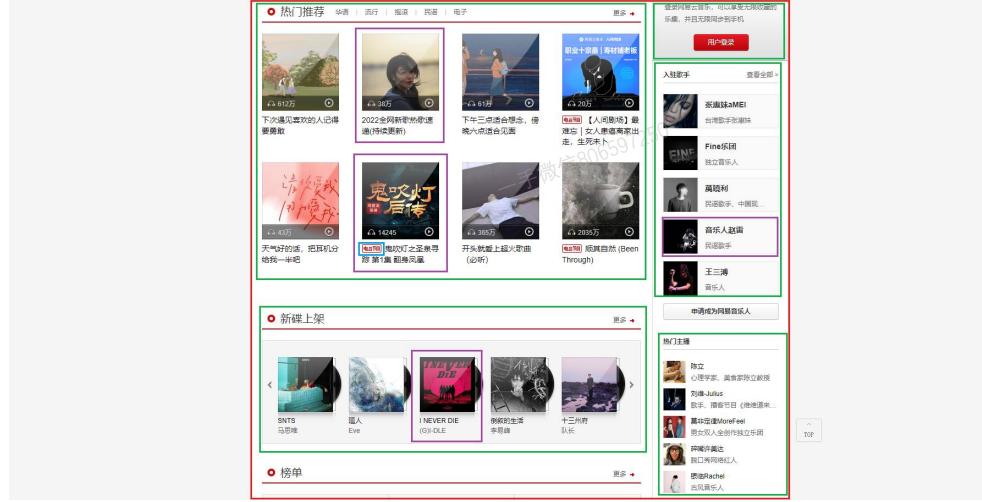 热门推荐 华语 流行 摇滚 民谣 电子 更多
登录网易云音乐，可以享受无限收藏的
乐趣，并且无限同步到手机
用户登录
612万
38万
61万
20万
下次遇见喜欢的人记得
要勇敢
2022全网新歌热歌速
递(持续更新)
下午三点适合想念，傍
晚六点适合见面
电台节目 【人间剧场】最
难忘｜女人患癌离家出
走，生死未卜
职业十宗最｜寿材铺老板
鬼吹灯
后传
43万
14245
365万
2035万
天气好的话，把耳机分
给我一半吧
电台节目 鬼吹灯之圣泉寻
踪 第1集 翻身凤凰
开头就爱上超火歌曲
（必听）
电台节目 顺其自然 (Been
Through)
入驻歌手 查看全部 >
张惠妹aMEI
台湾歌手张惠妹
Fine乐团
独立音乐人
萬晓利
民谣歌手、中国现...
音乐人赵雷
民谣歌手
王三溥
音乐人
申请成为网易音乐人
新碟上架 更多
I NEVER
DIE
SNTS
马思唯
Eve
I NEVER DIE
(G)I-DLE
倒叙的生活
李易峰
十三州府
队长
热门主播
陈立
心理学家、美食家陈立教授
刘维-Julius
歌手、播客节目《维维道来...
莫非定律MoreFeel
男女双人全创作独立乐团
碎嘴许美达
脱口秀网络红人
银临Rachel
古风音乐人
榜单 更多
TOP